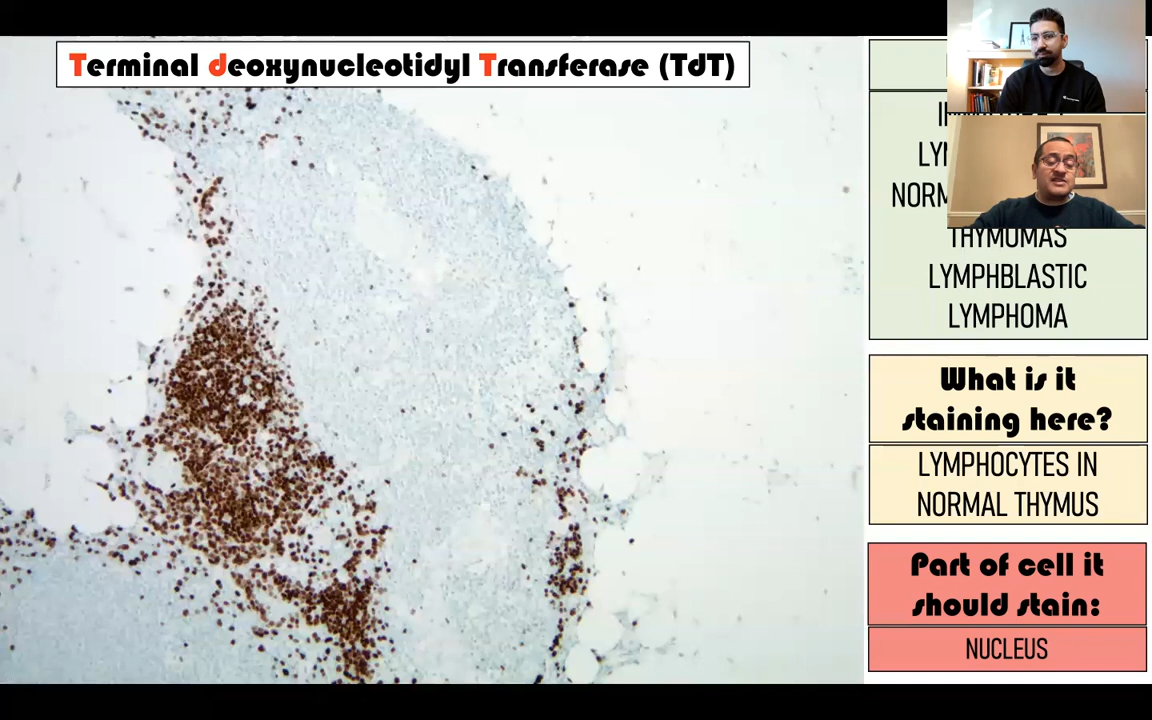 Terminal deoxynucleotidyl Transferase (TdT)
THYMOMAS
LYMPHBLASTIC
LYMPHOMA
What is it
staining here?
LYMPHOCYTES IN
NORMAL THYMUS
Part of cell it
should stain:
NUCLEUS